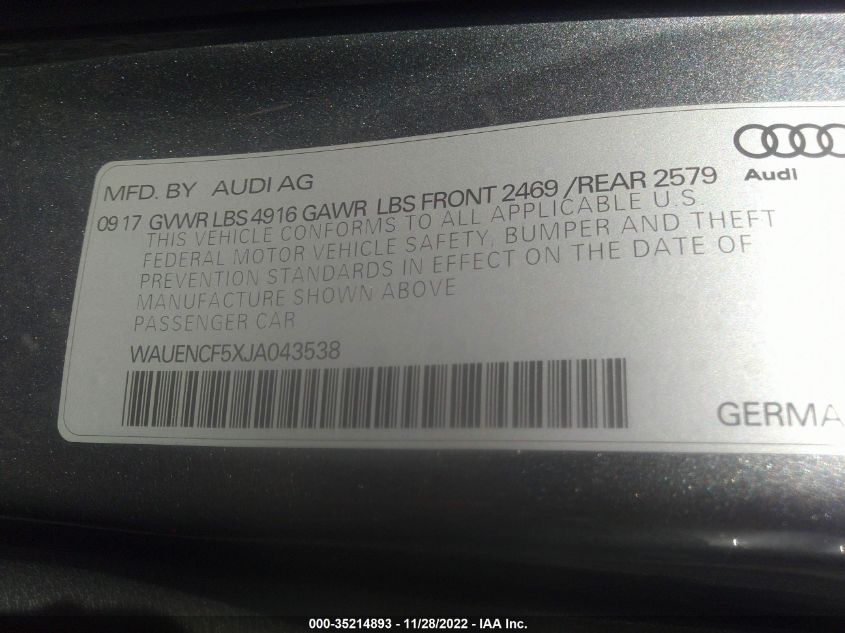 Audi
MFD. BY AUDI AG
09 17 GVWR LBS 4916 GAWR LBS FRONT 2469 /REAR 2579
THIS VEHICLE CONFORMS TO ALL APPLICABLE U.S.
FEDERAL MOTOR VEHICLE SAFETY, BUMPER AND THEFT
PREVENTION STANDARDS IN EFFECT ON THE DATE OF
MANUFACTURE SHOWN ABOVE
PASSENGER CAR
WAUENCF5XJA043538
GERMA
000-35214893 - 11/28/2022 - IAA Inc.